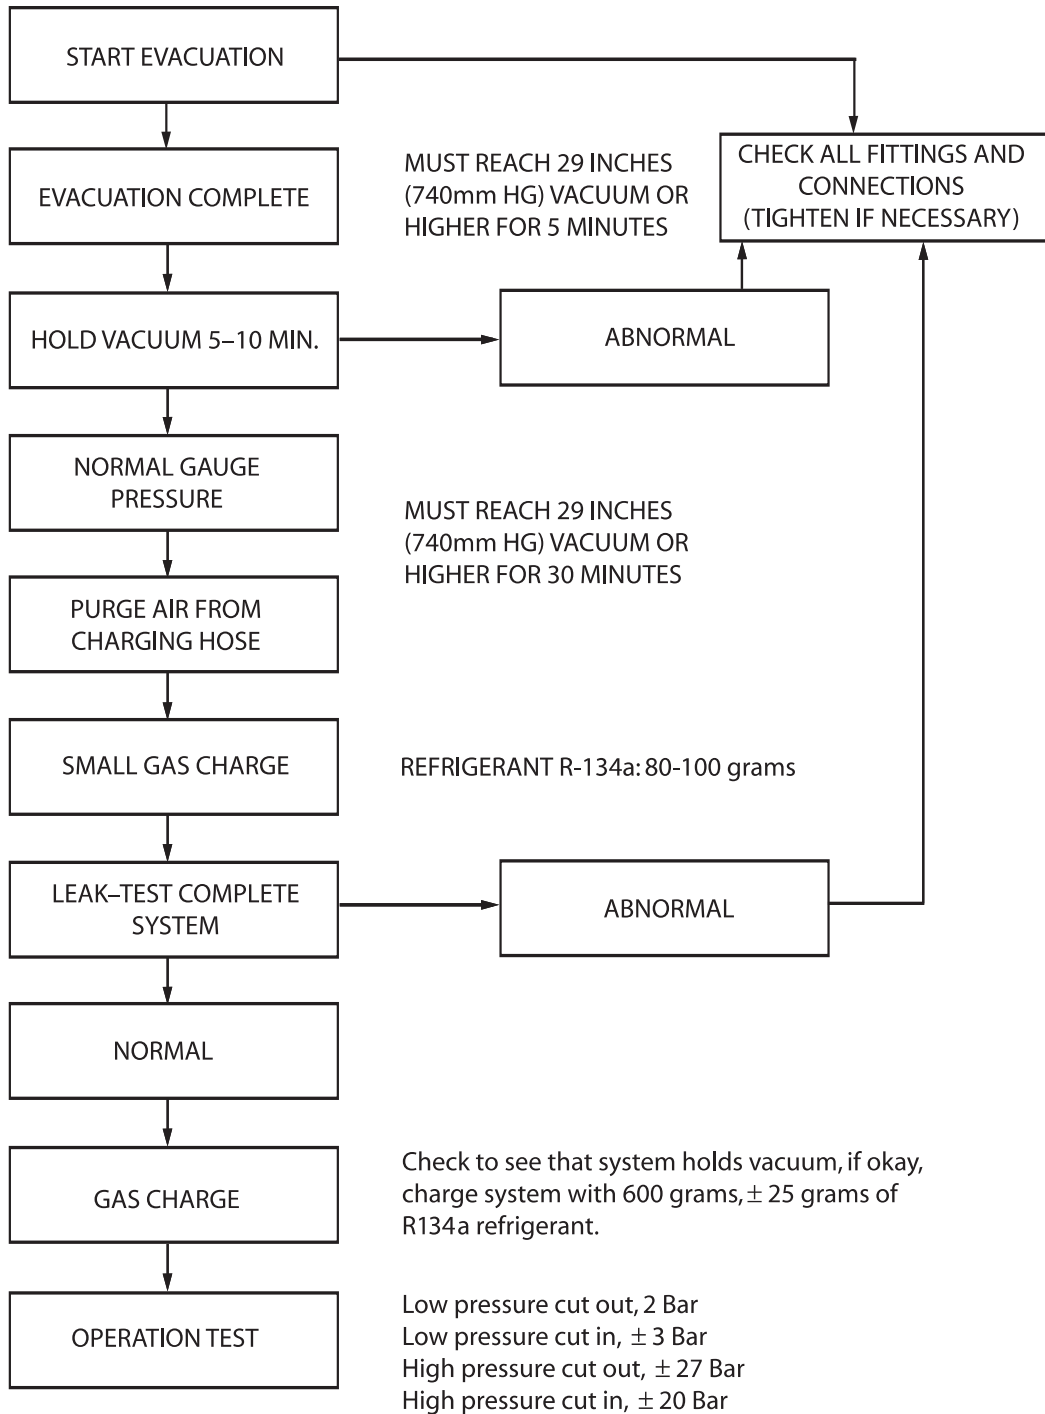 START EVACUATION
EVACUATION COMPLETE
MUST REACH 29 INCHES
(740mm HG) VACUUM OR
HIGHER FOR 5 MINUTES
CHECK ALL FITTINGS AND
CONNECTIONS
(TIGHTEN IF NECESSARY)
HOLD VACUUM 5–10 MIN.
ABNORMAL
NORMAL GAUGE
PRESSURE
MUST REACH 29 INCHES
(740mm HG) VACUUM OR
HIGHER FOR 30 MINUTES
PURGE AIR FROM
CHARGING HOSE
SMALL GAS CHARGE
REFRIGERANT R-134a: 80-100 grams
LEAK–TEST COMPLETE
SYSTEM
ABNORMAL
NORMAL
GAS CHARGE
Check to see that system holds vacuum, if okay,
charge system with 600 grams, ± 25 grams of
R134a refrigerant.
OPERATION TEST
Low pressure cut out, 2 Bar
Low pressure cut in, ± 3 Bar
High pressure cut out, ± 27 Bar
High pressure cut in, ± 20 Bar